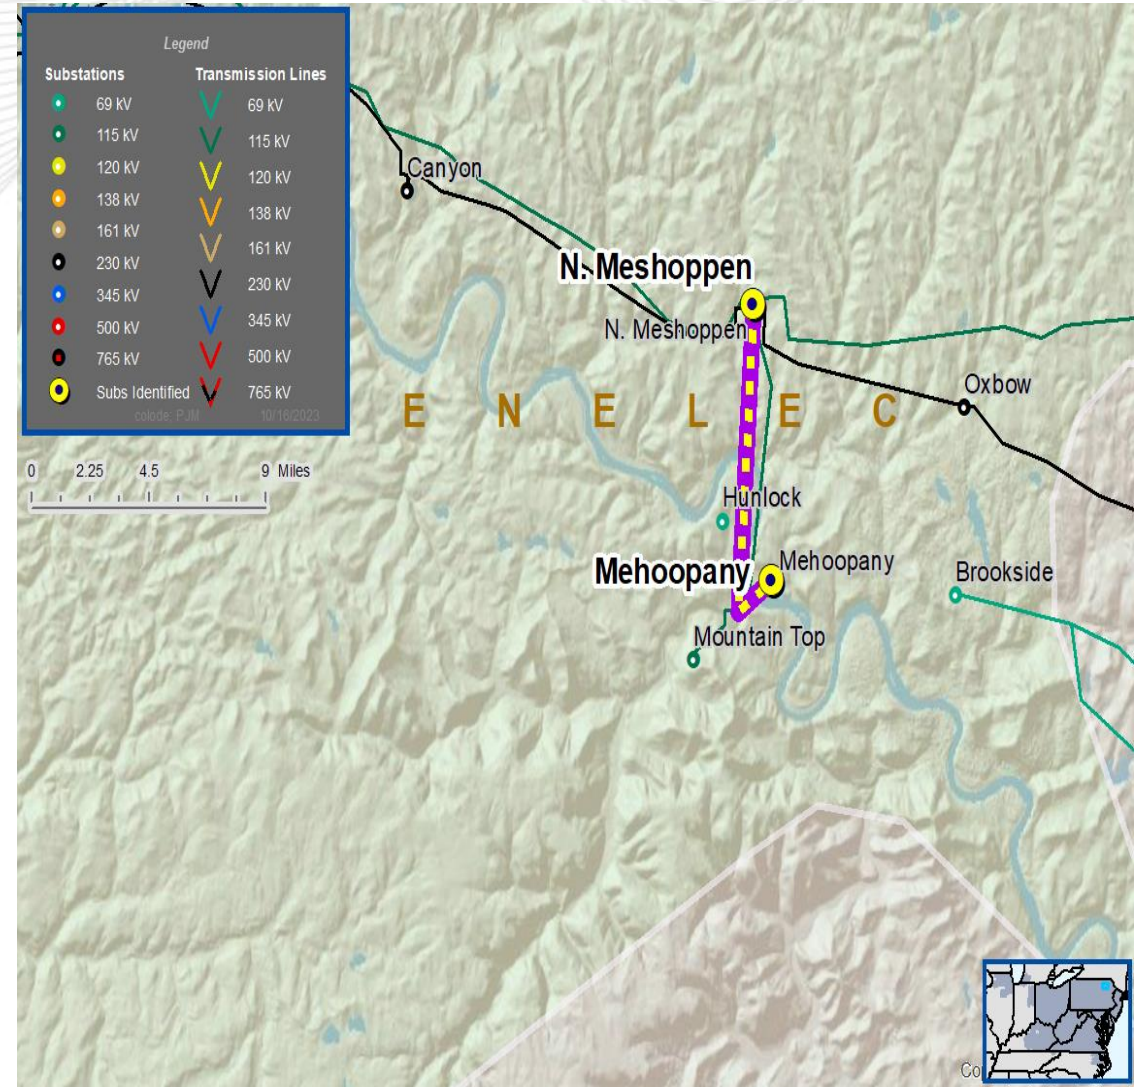 Legend
Substations
Transmission Lines
69 kV
69 kV
115 kV
115 kV
120 kV
120 kV
138 kV
138 kV
161 kV
161 kV
230 kV
230 kV
345 kV
345 kV
500 kV
500 kV
765 kV
765 kV
Subs Identified
colode, PJM
10/16/2023
0 2.25 4.5 9 Miles
Canyon
N. Meshoppen
N. Meshoppen
Oxbow
E N E L E C
Hunlock
Mehoopany
Mehoopany
Brookside
Mountain Top
Co